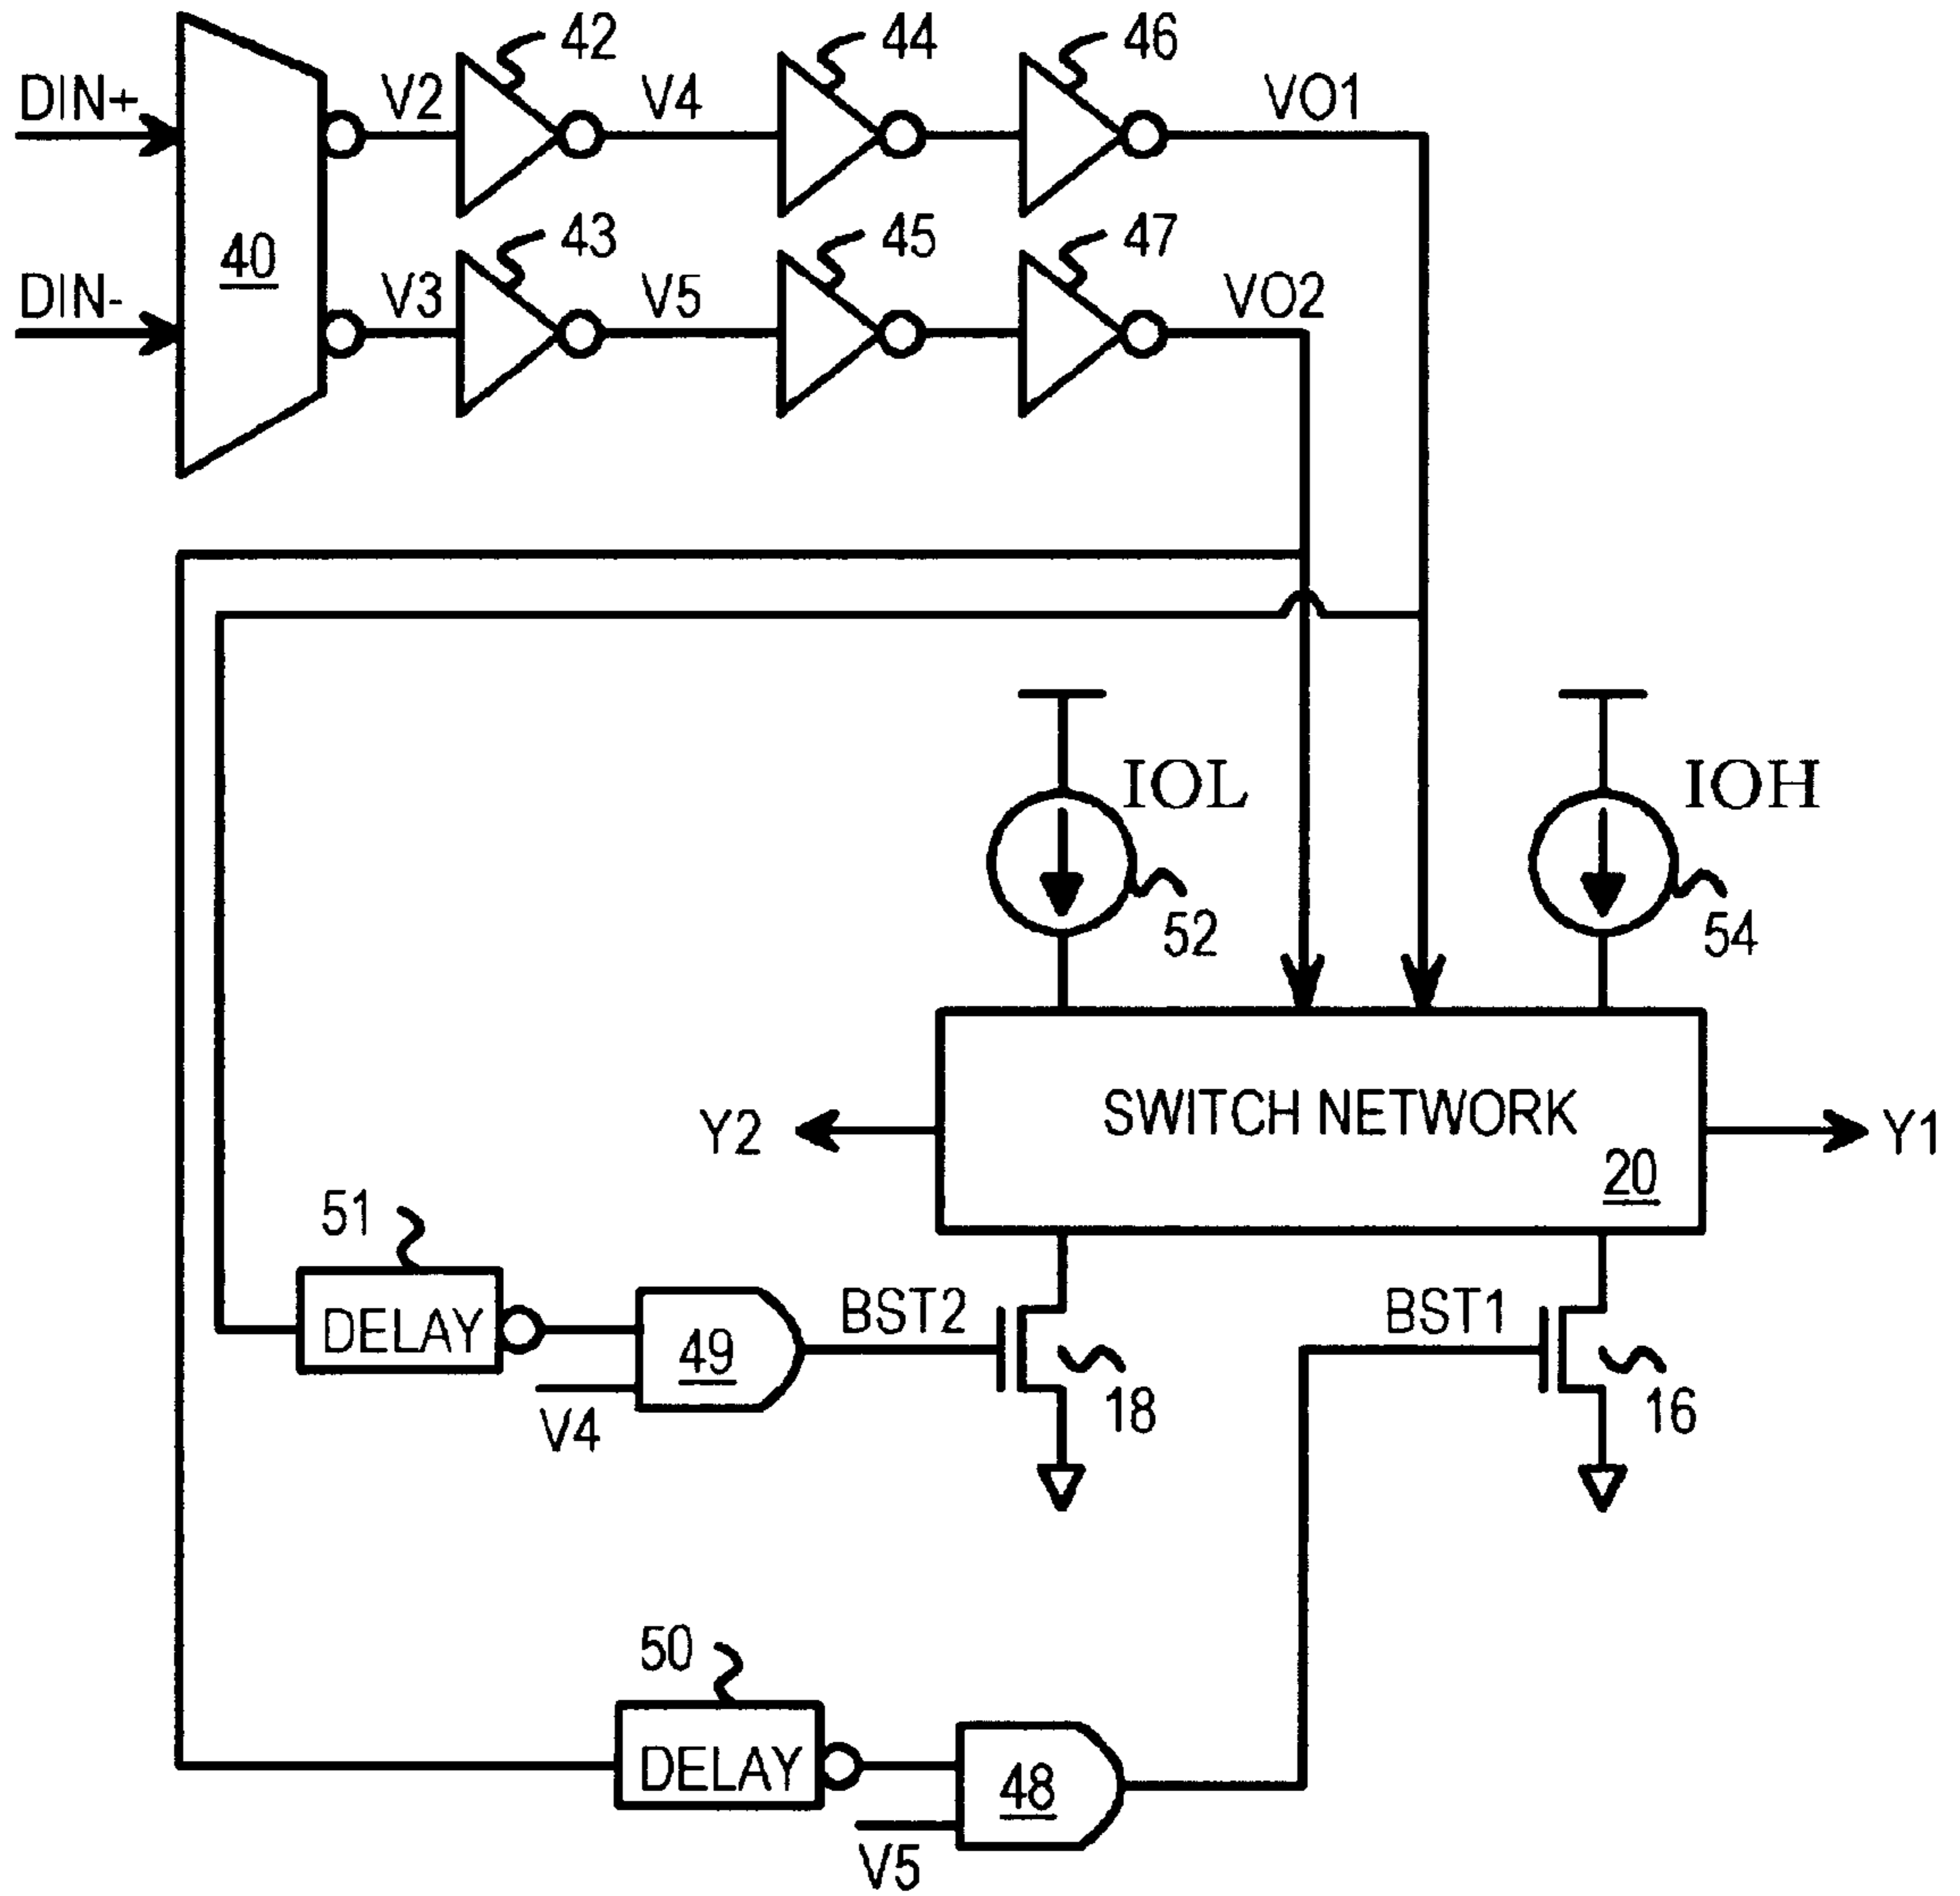 42
44
46
DIN+
V2
V4
VO1
40
43
45
47
DIN-
V3
V5
VO2
IOL
IOH
52
54
SWITCH NETWORK
20
Y2
Y1
51
DELAY
49
BST2
BST1
V4
18
16
50
DELAY
48
V5